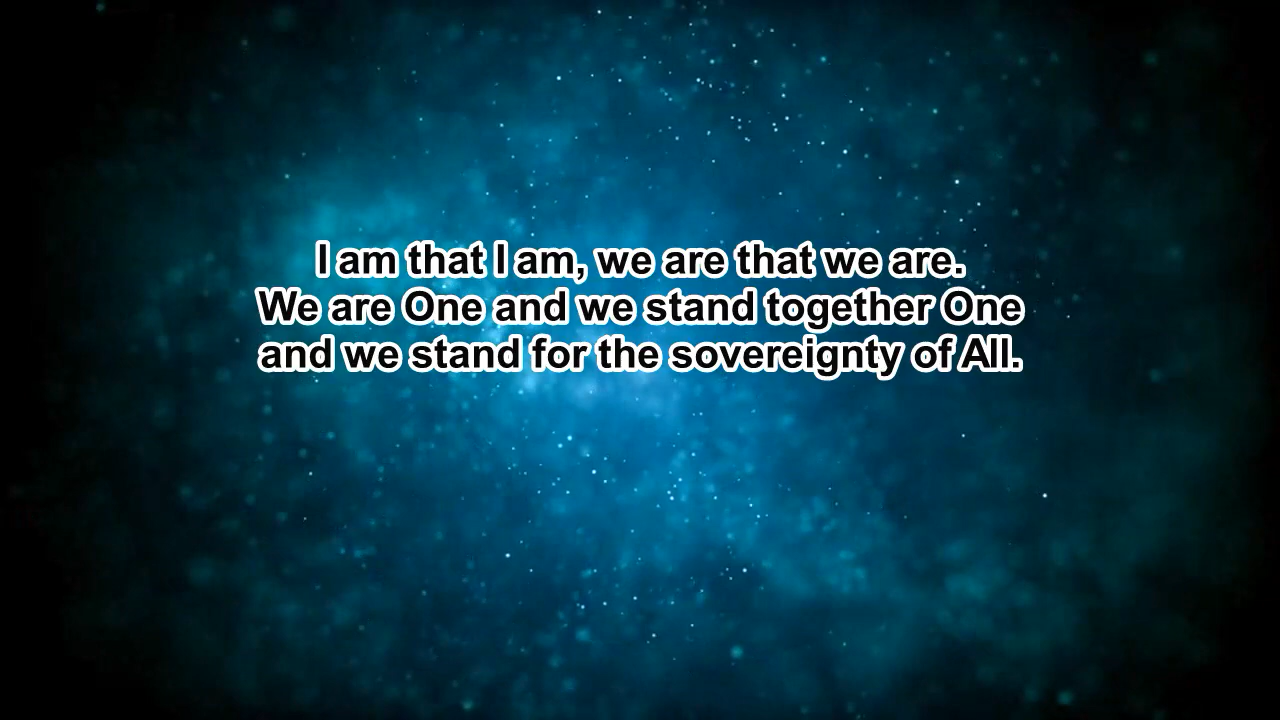 I am that I am, we are that we are.
We are One and we stand together One
and we stand for the sovereignty of All.